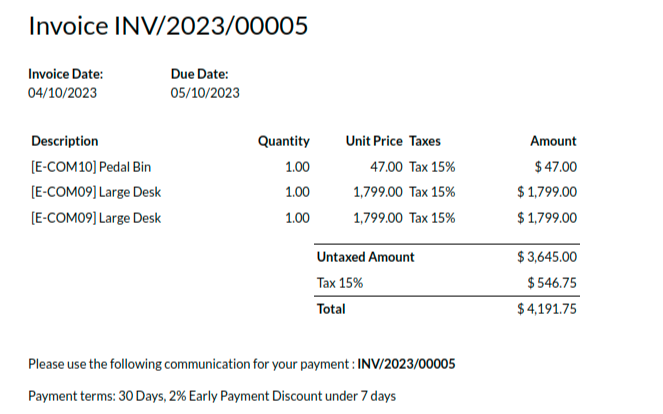 Invoice INV/2023/00005
Invoice Date: Due Date:
04/10/2023 05/10/2023
Description Quantity Unit Price Taxes Amount
[E-COM10] Pedal Bin 1.00 47.00 Tax 15% $ 47.00
[E-COM09] Large Desk 1.00 1,799.00 Tax 15% $ 1,799.00
[E-COM09] Large Desk 1.00 1,799.00 Tax 15% $ 1,799.00
Untaxed Amount $ 3,645.00
Tax 15% $ 546.75
Total $ 4,191.75
Please use the following communication for your payment : INV/2023/00005
Payment terms: 30 Days, 2% Early Payment Discount under 7 days